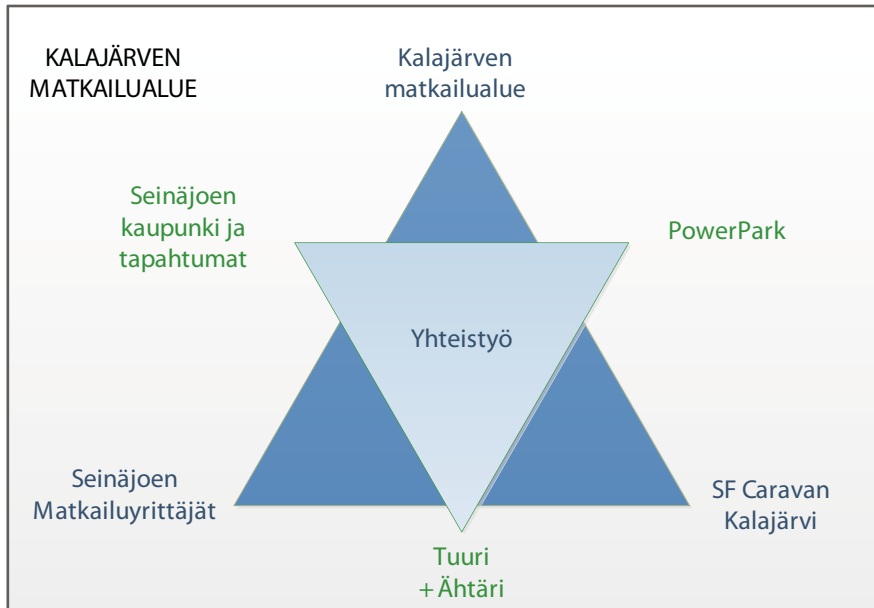 KALAJÄRVEN
MATKAILUALUE
Kalajärven
matkailualue
Seinäjoen
kaupunki ja
tapahtumat
PowerPark
Yhteistyö
Seinäjoen
Matkailuyrittäjät
SF Caravan
Kalajärvi
Tuuri
+ Ähtäri